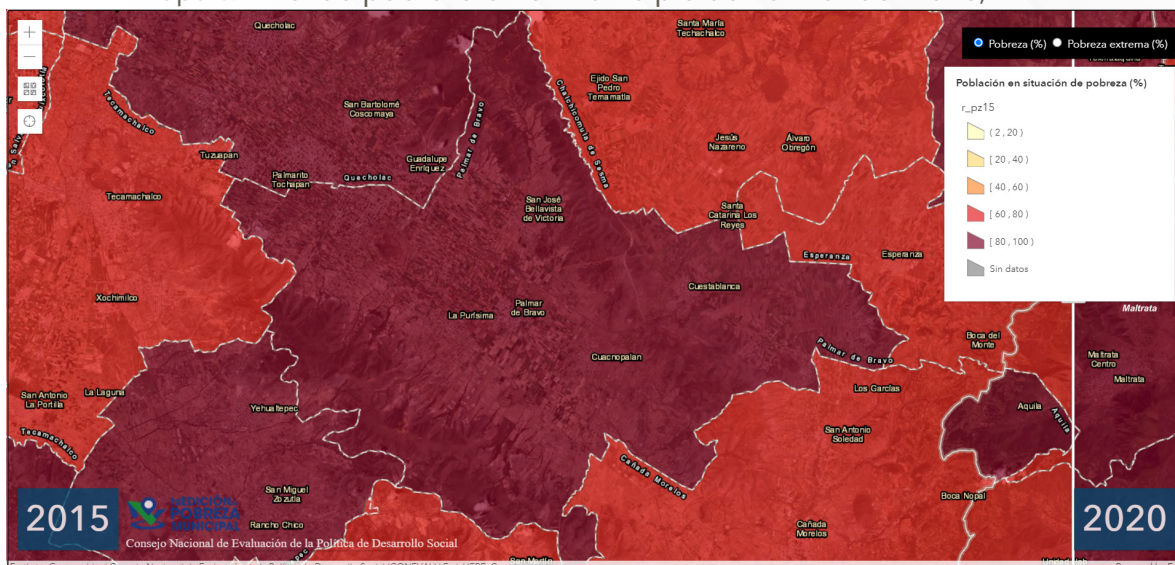 Quecholac
Santa María
Techachalco
Pobreza (%)
Pobreza extrema (%)
Población en situación de pobreza (%)
r_pz15
( 2 , 20 )
[ 20 , 40 )
[ 40 , 60 )
[ 60 , 80 )
[ 80 , 100 )
Sin datos
Tecamachalco
San Bartolomé
Coscomaya
Palmar de Bravo
Chalchicomula de Sesma
Ejido San
Pedro
Temamatla
Jesús
Nazareno
Álvaro
Obregón
Tuzuapan
Guadalupe
Enríquez
Palmarito
Tochapan
Quecholac
Tecamachalco
San José
Bellavista
de Victoria
Santa
Catarina Los
Reyes
Esperanza
Esperanza
Xochimilco
La Purísima
Palmar
de Bravo
Cuestablanca
Cuacnopalan
Palmar de Bravo
Boca del
Monte
Maltrata
Maltrata
Centro
Maltrata
San Antonio
La Portilla
La Laguna
Yehualtepec
Los Garcías
Aquila
Aquila
San Antonio
Soledad
Tecamachalco
Cañada Morelos
San Miguel
Zozutla
Rancho Chico
Boca Nopal
Cañada
Morelos
2015
MEDICIÓN
POBREZA
MUNICIPAL
Consejo Nacional de Evaluación de la Política de Desarrollo Social
2020